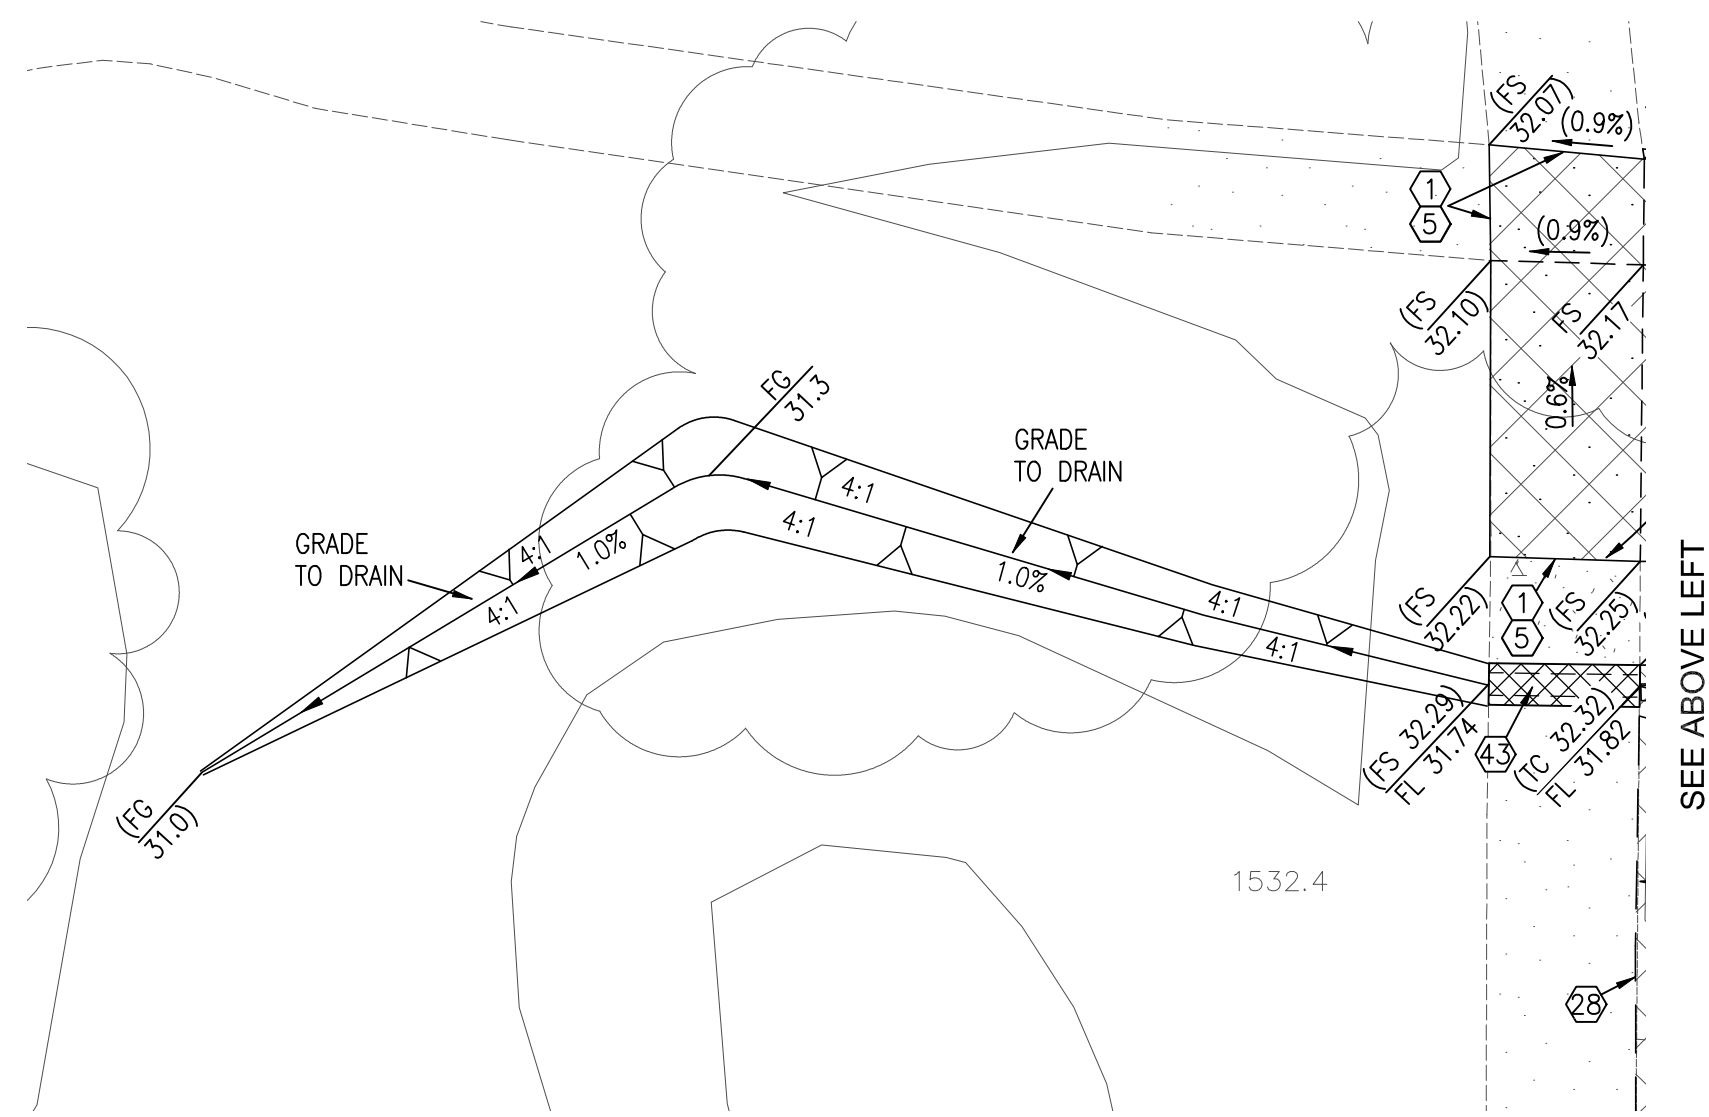 (FS
32.07)
(0.9%)
1
5
(0.9%)
(FS
32.10)
FS
32.17
0.6%
FG
31.3
GRADE
TO DRAIN
4:1
4:1
1.0%
4:1
4:1
GRADE
TO DRAIN
4:1
1.0%
4:1
(FG
31.0)
(FS
32.22)
1
5
(FS
32.25)
(FS 32.29)
FL 31.74
43
(TC 32.32)
FL 31.82
1532.4
28
SEE ABOVE LEFT